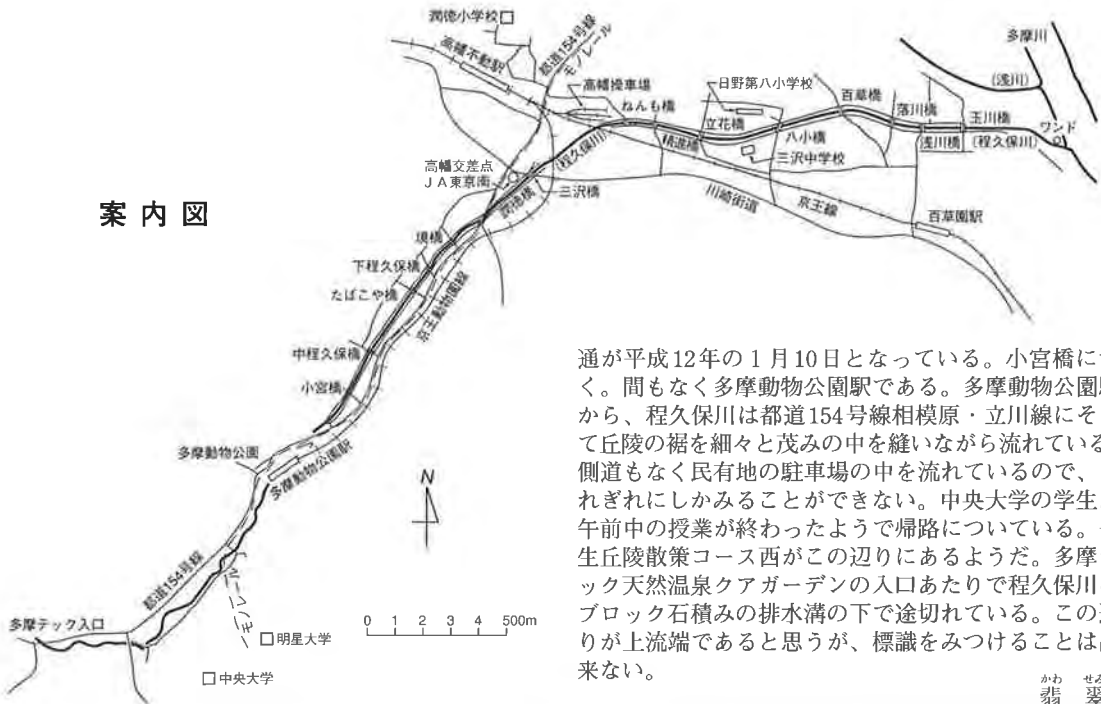 案内図
潤徳小学校
都道154号線
モノレール
高幡不動駅
高幡操車場
ねんも橋
日野第八小学校
立花橋
精進橋
百草橋
八小橋
三沢中学校
落川橋
浅川橋
玉川橋
(程久保川)
ワンド
多摩川
(浅川)
(程久保川)
高幡交差点
JA東京南
潤徳橋
三沢橋
川崎街道
京王線
百草園駅
境橋
下程久保橋
たばこや橋
京王動物園線
中程久保橋
小宮橋
多摩動物公園
多摩動物公園駅
N
都道154号線
モノレール
多摩テック入口
明星大学
中央大学
0 1 2 3 4 500m
通が平成12年の1月10日となっている。小宮橋に
く。間もなく多摩動物公園駅である。多摩動物公園
から、程久保川は都道154号線相模原・立川線にそ
て丘陵の裾を細々と茂みの中を縫いながら流れている
側道もなく民有地の駐車場の中を流れているので、
れぎれにしかみることができない。中央大学の学生
午前中の授業が終わったようで帰路についている。
生丘陵散策コース西がこの辺りにあるようだ。多摩
ック天然温泉クアガーデンの入口あたりで程久保川
ブロック石積みの排水溝の下で途切れている。この
りが上流端であると思うが、標識をみつけることは
来ない。
かわ せみ
翡翠